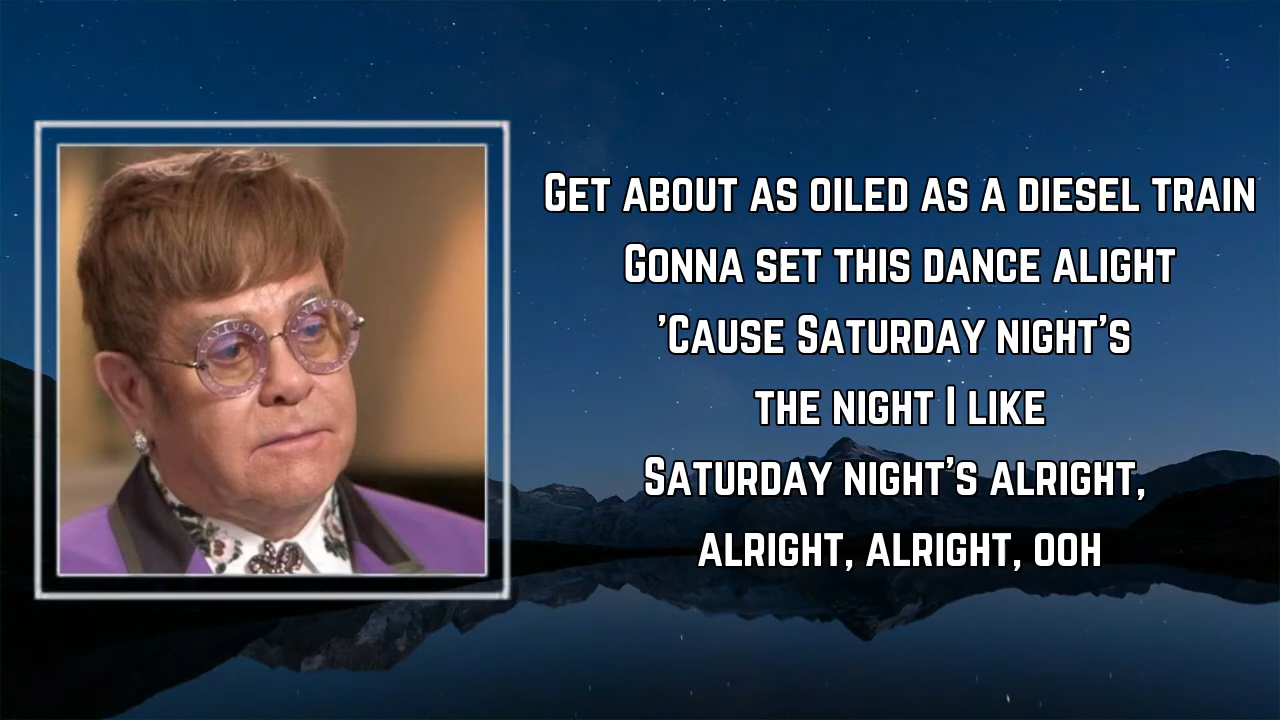 Get about as oiled as a diesel train
Gonna set this dance alight
'Cause Saturday night's
the night I like
Saturday night's alright,
alright, alright, ooh